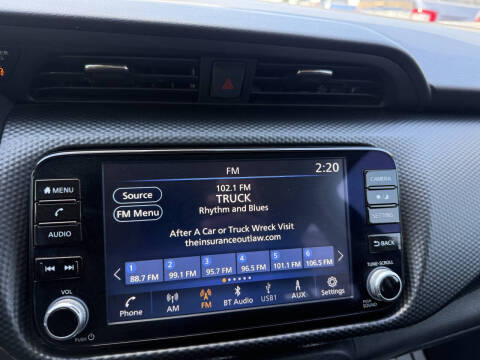 FM
2:20
MENU
CAMERA
Source
102.1 FM
TRUCK
Rhythm and Blues
FM Menu
SETTING
AUDIO
After A Car or Truck Wreck Visit
theinsuranceoutlaw.com
BACK
1 2 3 4 5 6
88.7 FM 99.1 FM 95.7 FM 96.5 FM 101.1 FM 106.5 FM
TUNE·SCROLL
VOL
Phone AM FM BT Audio USB1 AUX Settings
PUSH
PUSH
SOUND